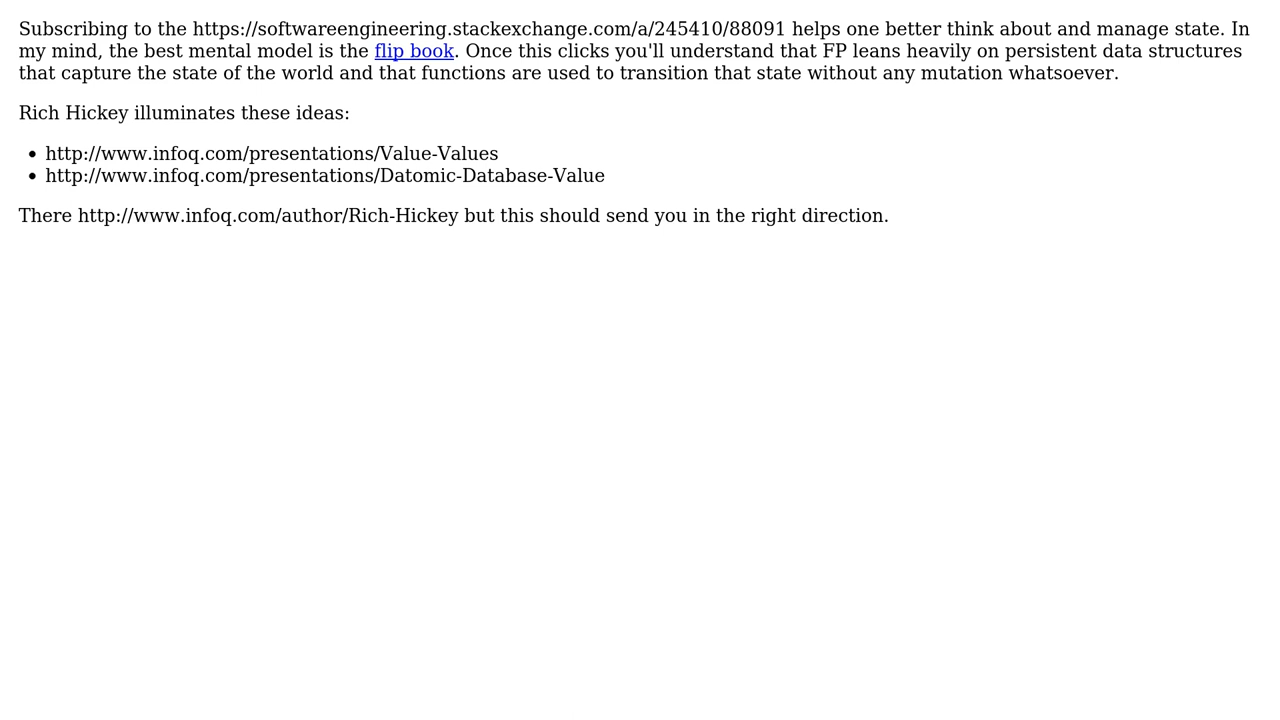 Subscribing to the https://softwareengineering.stackexchange.com/a/245410/88091 helps one better think about and manage state. In
my mind, the best mental model is the flip book. Once this clicks you'll understand that FP leans heavily on persistent data structures
that capture the state of the world and that functions are used to transition that state without any mutation whatsoever.
Rich Hickey illuminates these ideas:
• http://www.infoq.com/presentations/Value-Values
• http://www.infoq.com/presentations/Datomic-Database-Value
There http://www.infoq.com/author/Rich-Hickey but this should send you in the right direction.